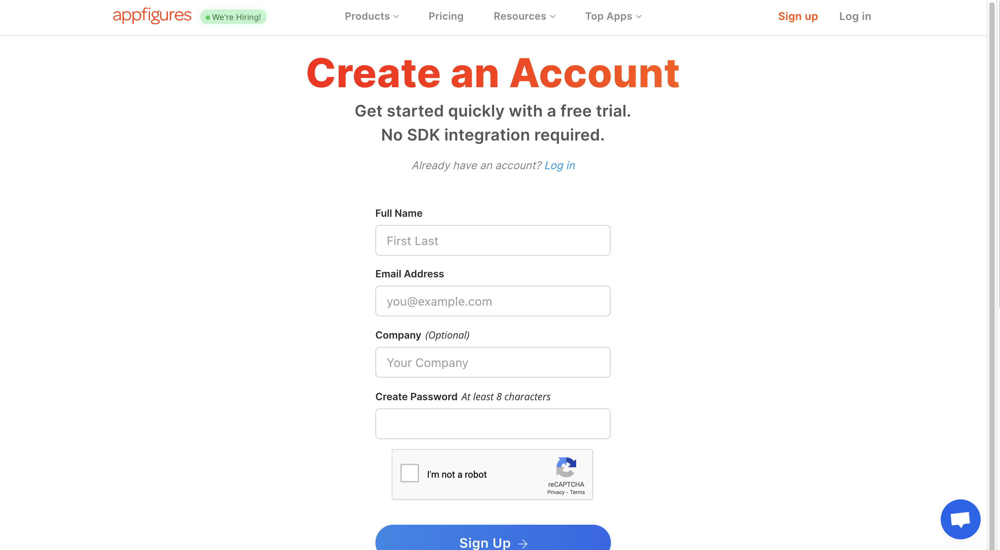 appfigures
We're Hiring!
Products
Pricing
Resources
Top Apps
Sign up
Log in
Create an Account
Get started quickly with a free trial.
No SDK integration required.
Already have an account? Log in
Full Name
First Last
Email Address
you@example.com
Company (Optional)
Your Company
Create Password At least 8 characters
I'm not a robot
reCAPTCHA
Privacy - Terms
Sign Up →